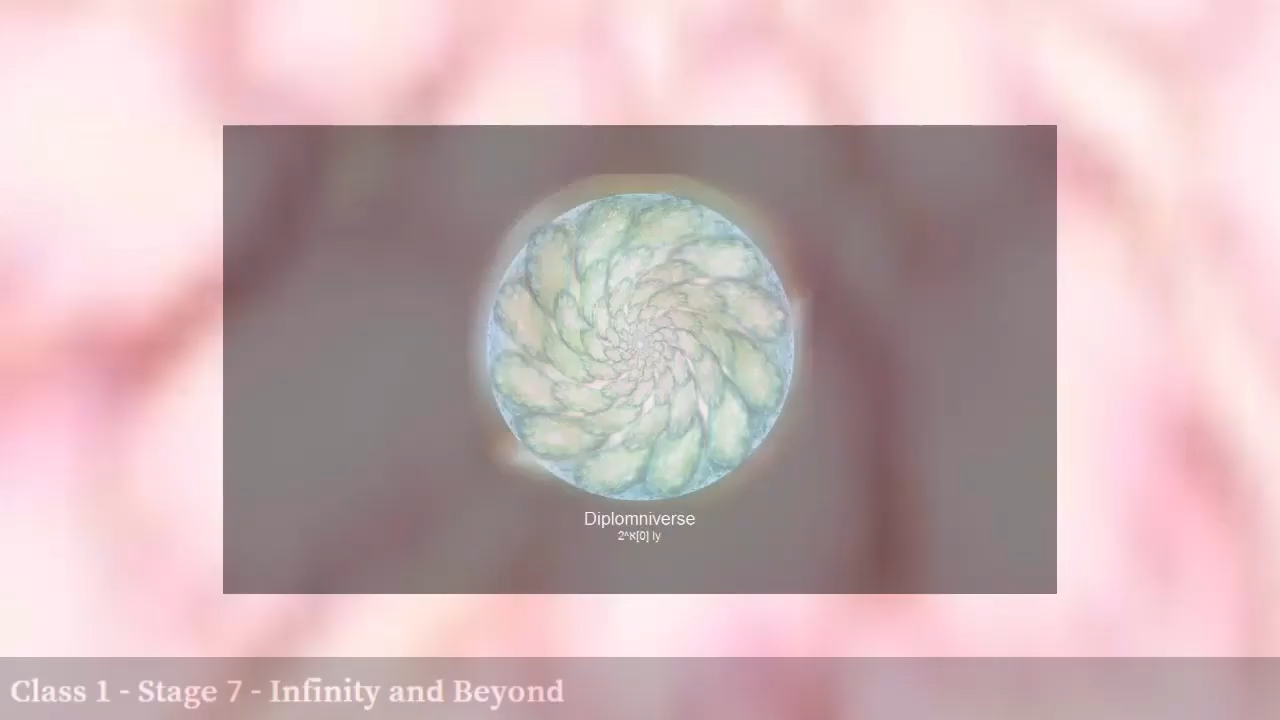 Diplomniverse
2^א[0] ly
Class 1 - Stage 7 - Infinity and Beyond